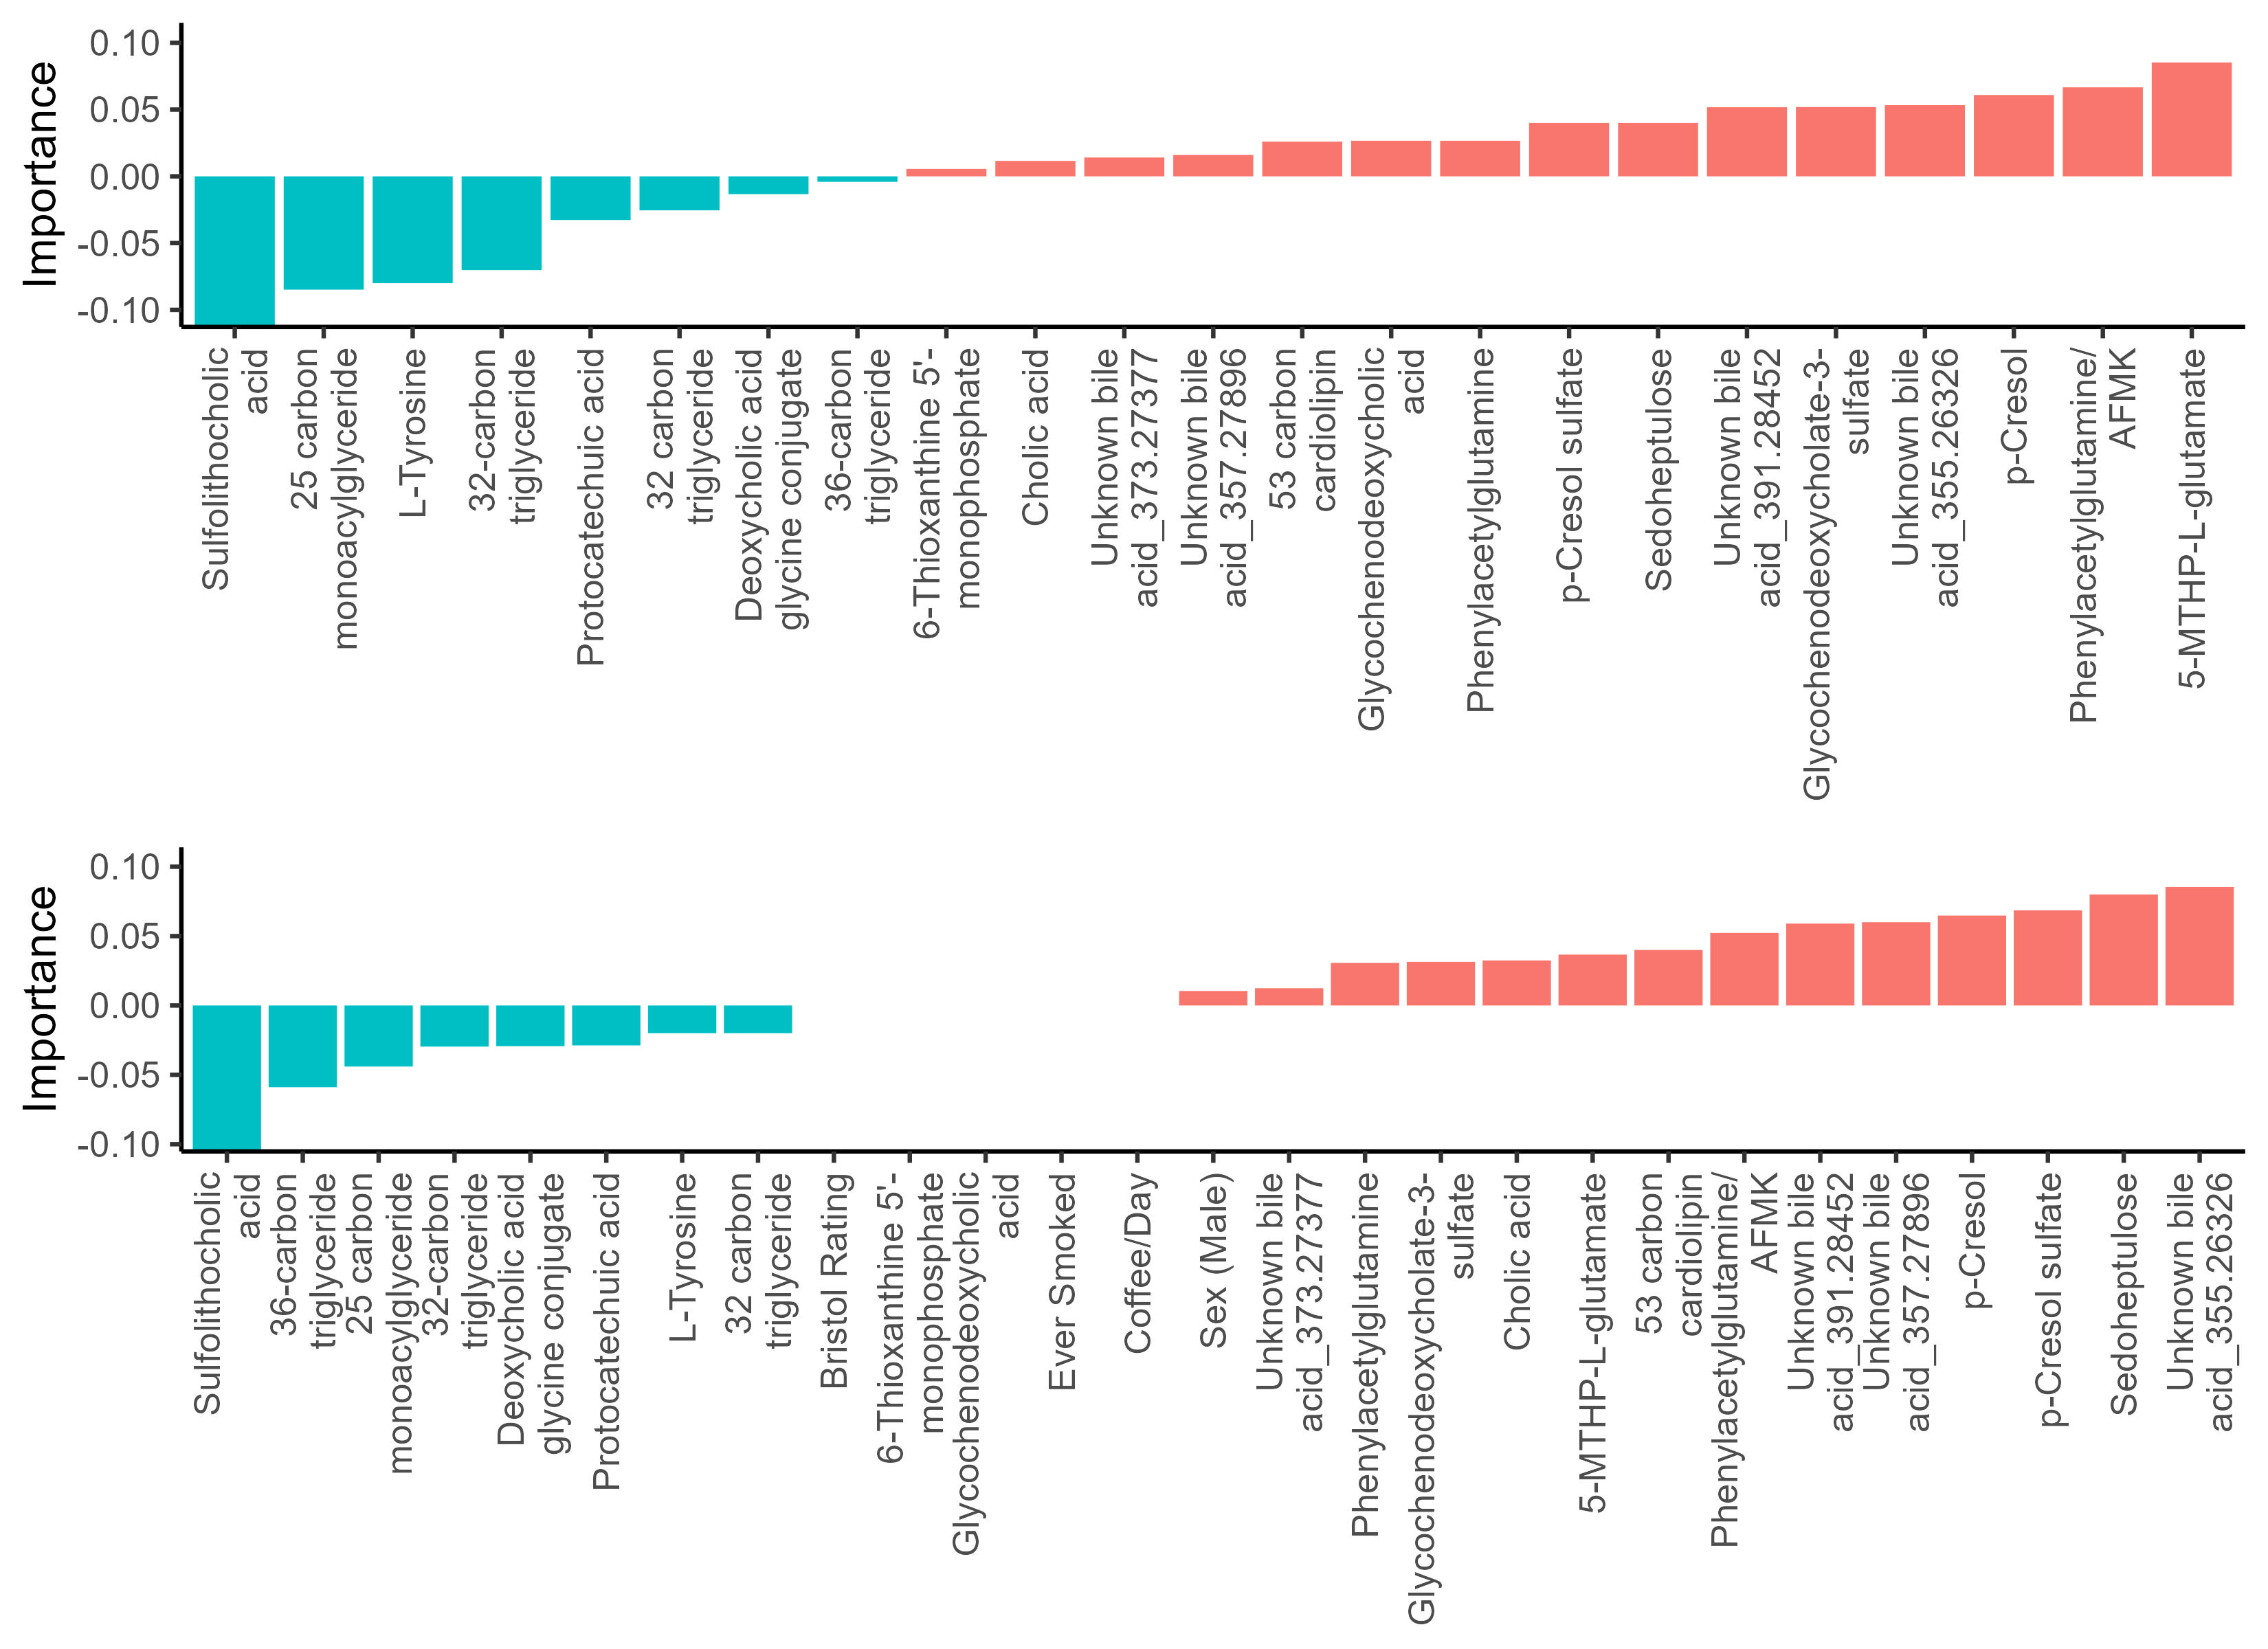 Importance
0.10
0.05
0.00
-0.05
-0.10
Sulfolithocholic
acid
25 carbon
monoacylglyceride
L-Tyrosine
32-carbon
triglyceride
Protocatechuic acid
32 carbon
triglyceride
Deoxycholic acid
glycine conjugate
36-carbon
triglyceride
6-Thioxanthine 5'-
monophosphate
Cholic acid
Unknown bile
acid_373.27377
Unknown bile
acid_357.27896
53 carbon
cardiolipin
Glycochenodeoxycholic
acid
Phenylacetylglutamine
p-Cresol sulfate
Sedoheptulose
Unknown bile
acid_391.28452
Glycochenodeoxycholate-3-
sulfate
Unknown bile
acid_355.26326
p-Cresol
Phenylacetylglutamine/
AFMK
5-MTHP-L-glutamate
Importance
0.10
0.05
0.00
-0.05
-0.10
Sulfolithocholic
acid
36-carbon
triglyceride
25 carbon
monoacylglyceride
32-carbon
triglyceride
Deoxycholic acid
glycine conjugate
Protocatechuic acid
L-Tyrosine
32 carbon
triglyceride
Bristol Rating
6-Thioxanthine 5'-
monophosphate
Glycochenodeoxycholic
acid
Ever Smoked
Coffee/Day
Sex (Male)
Unknown bile
acid_373.27377
Phenylacetylglutamine
Glycochenodeoxycholate-3-
sulfate
Cholic acid
5-MTHP-L-glutamate
53 carbon
cardiolipin
Phenylacetylglutamine/
AFMK
Unknown bile
acid_391.28452
Unknown bile
acid_357.27896
p-Cresol
p-Cresol sulfate
Sedoheptulose
Unknown bile
acid_355.26326